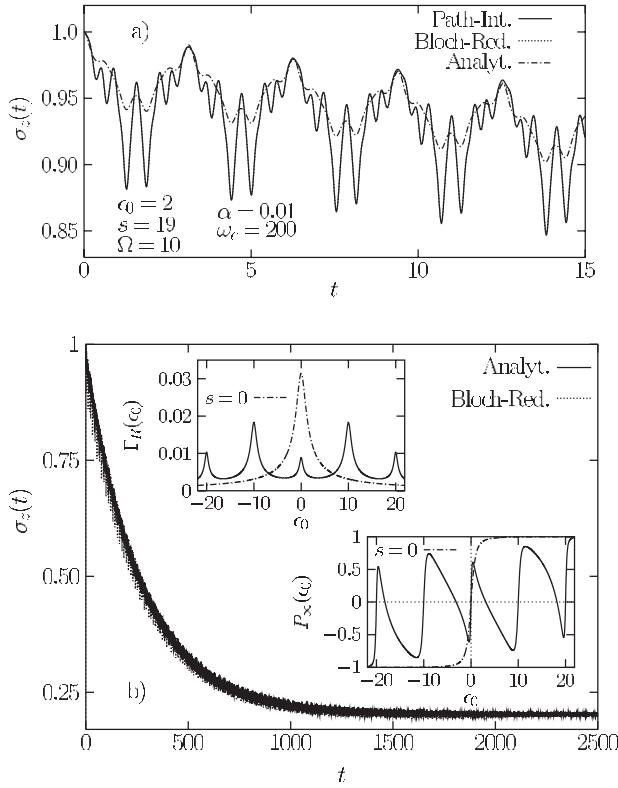 a)
Path-Int.
Bloch-Red.
Analyt.
1.0
0.95
0.90
0.85
σz(t)
ϵ0 = 2
s = 19
Ω = 10
α = 0.01
ωc = 200
0 5 10 15
t
1
0.75
0.50
0.25
σz(t)
Analyt.
Bloch-Red.
s = 0
0.03
0.02
0.01
0
ΓR(ϵ0)
−20 −10 0 10 20
ϵ0
s = 0
1
0.5
0
−0.5
−1
P∞(ϵ0)
−20 −10 0 10 20
ϵ0
b)
0 500 1000 1500 2000 2500
t